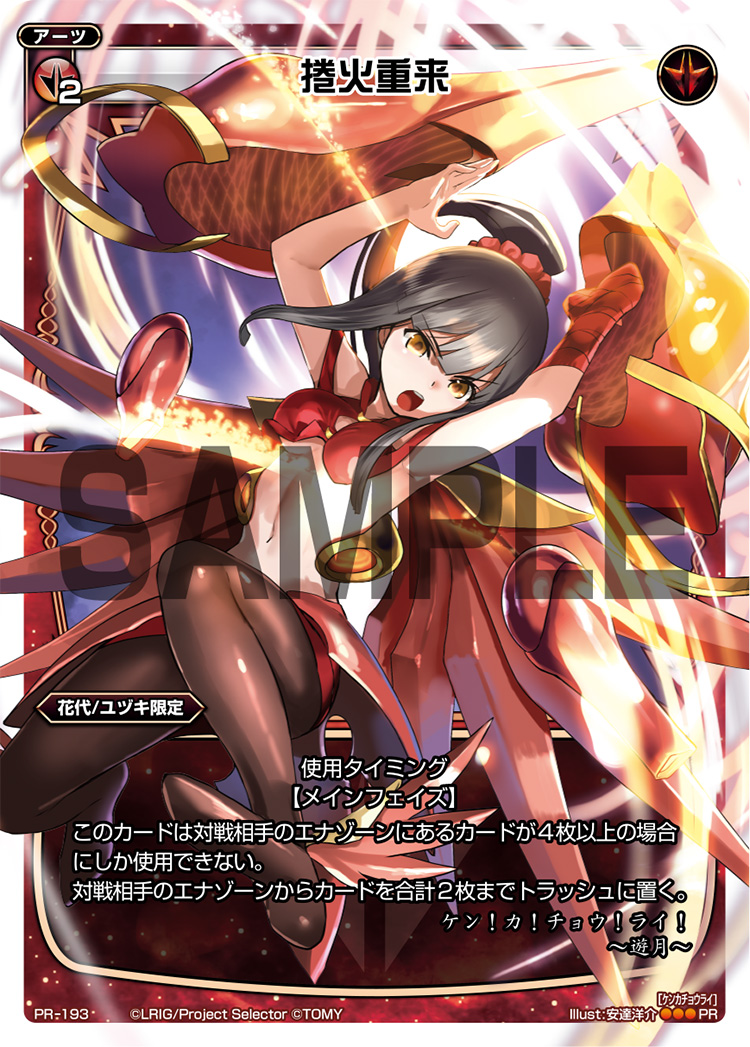 アーツ
2
捲火重来
SAMPLE
花代/ユヅキ限定
使用タイミング
【メインフェイズ】
このカードは対戦相手のエナゾーンにあるカードが4枚以上の場合
にしか使用できない。
対戦相手のエナゾーンからカードを合計2枚までトラッシュに置く。
ケン！カ！チョウ！ライ！
～遊月～
[ケンカチョウライ]
PR-193 ©LRIG/Project Selector ©TOMY Illust:安達洋介 PR